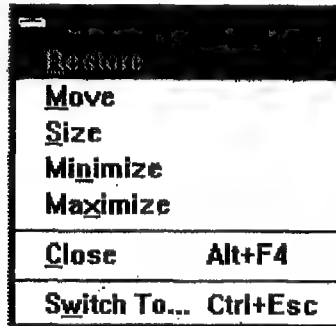 Restore
Move
Size
Minimize
Maximize
Close Alt+F4
Switch To... Ctrl+Esc